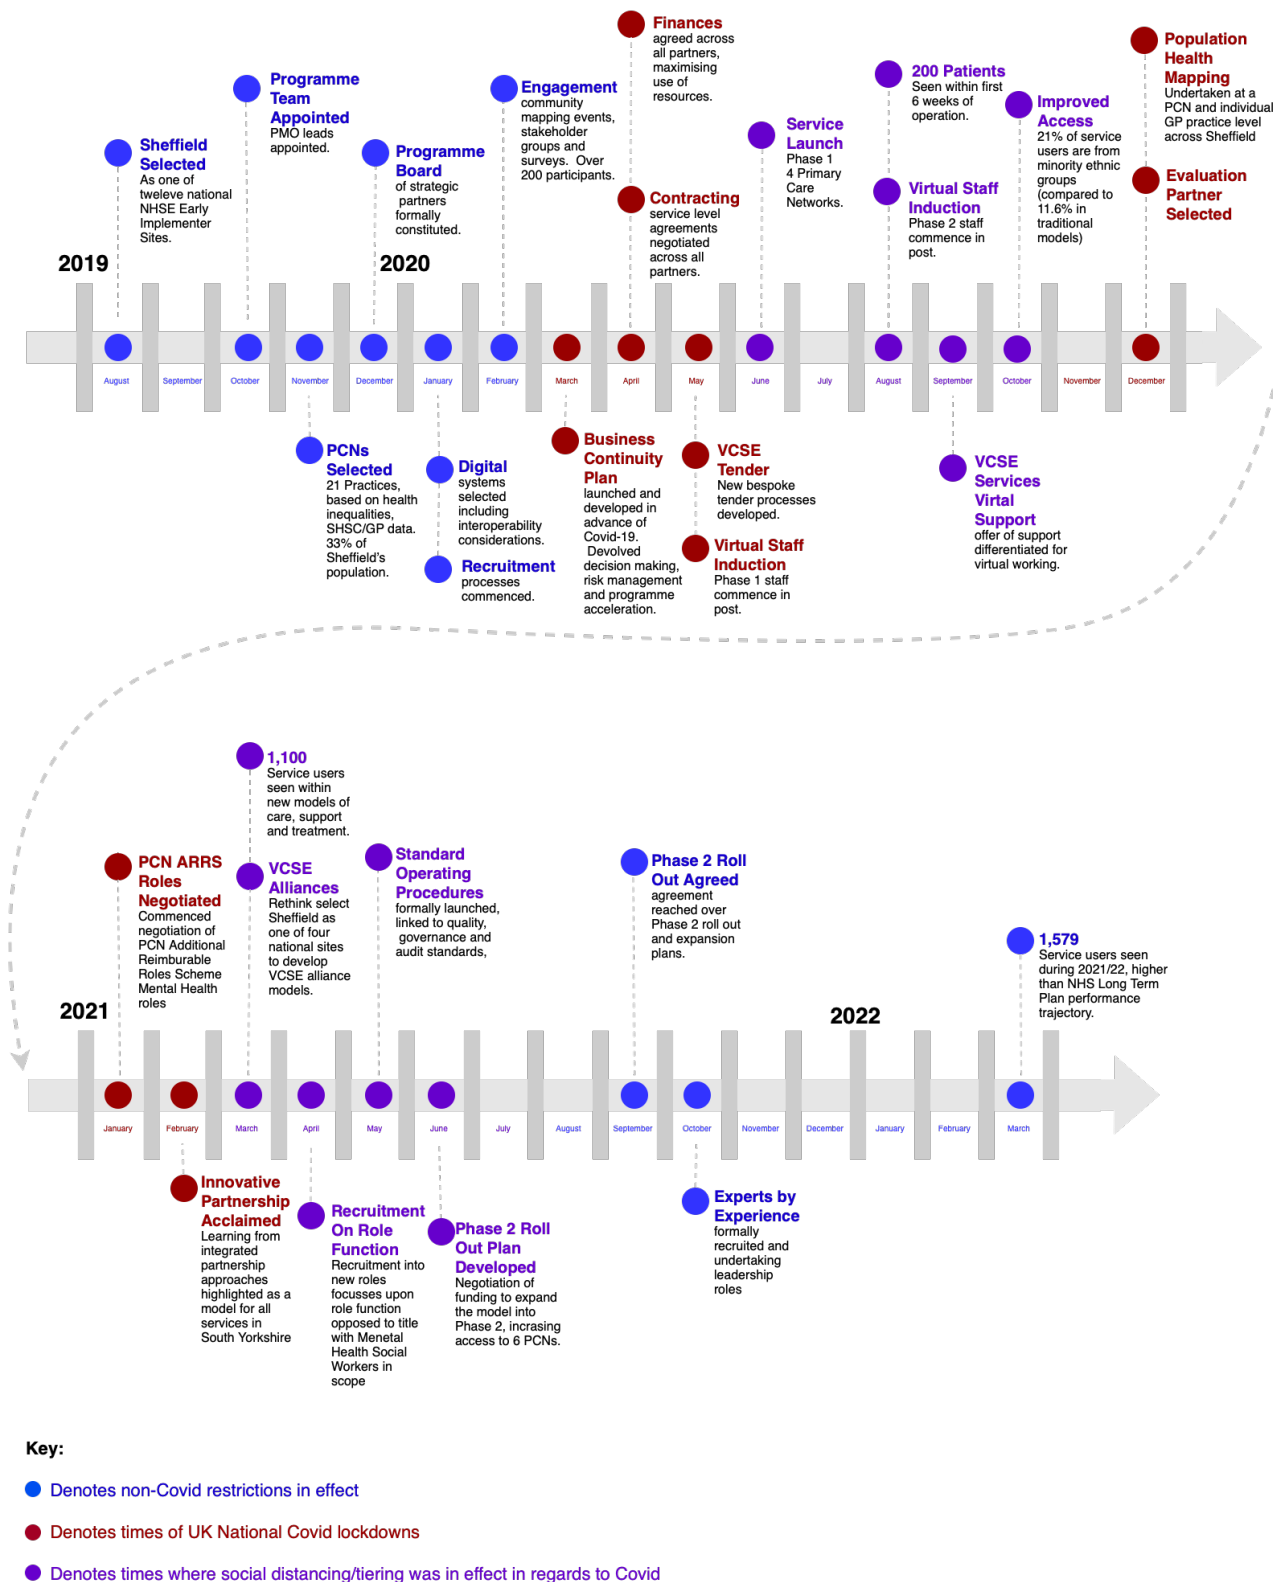 Finances
agreed across
all partners,
maximising
use of
resources.
Population
Health
Mapping
Undertaken at a
PCN and individual
GP practice level
across Sheffield
Programme
Team
Appointed
PMO leads
appointed.
Engagement
community
mapping events,
stakeholder
groups and
surveys. Over
200 participants.
200 Patients
Seen within first
6 weeks of
operation.
Improved
Access
21% of service
users are from
minority ethnic
groups
(compared to
11.6% in
traditional
models)
Sheffield
Selected
As one of
tweleve national
NHSE Early
Implementer
Sites.
Programme
Board
of strategic
partners
formally
constituted.
Service
Launch
Phase 1
4 Primary
Care
Networks.
Contracting
service level
agreements
negotiated
across all
partners.
Virtual Staff
Induction
Phase 2 staff
commence in
post.
Evaluation
Partner
Selected
2019
2020
August
September
October
November
December
January
February
March
April
May
June
July
August
September
October
November
December
PCNs
Selected
21 Practices,
based on health
inequalities,
SHSC/GP data.
33% of
Sheffield's
population.
Digital
systems
selected
including
interoperability
considerations.
Recruitment
processes
commenced.
Business
Continuity
Plan
launched and
developed in
advance of
Covid-19.
Devolved
decision making,
risk management
and programme
acceleration.
VCSE
Tender
New bespoke
tender processes
developed.
Virtual Staff
Induction
Phase 1 staff
commence in
post.
VCSE
Services
Virtal
Support
offer of support
differentiated for
virtual working.
1,100
Service users
seen within
new models of
care, support
and treatment.
PCN ARRS
Roles
Negotiated
Commenced
negotiation of
PCN Additional
Reimburable
Roles Scheme
Mental Health
roles
VCSE
Alliances
Rethink select
Sheffield as
one of four
national sites
to develop
VCSE alliance
models.
Standard
Operating
Procedures
formally launched,
linked to quality,
governance and
audit standards,
Phase 2 Roll
Out Agreed
agreement
reached over
Phase 2 roll out
and expansion
plans.
1,579
Service users seen
during 2021/22, higher
than NHS Long Term
Plan performance
trajectory.
2021
2022
January
February
March
April
May
June
July
August
September
October
November
December
January
February
March
Innovative
Partnership
Acclaimed
Learning from
integrated
partnership
approaches
highlighted as a
model for all
services in
South Yorkshire
Recruitment
On Role
Function
Recruitment into
new roles
focusses upon
role function
opposed to title
with Menetal
Health Social
Workers in
scope
Phase 2 Roll
Out Plan
Developed
Negotiation of
funding to expand
the model into
Phase 2, incrasing
access to 6 PCNs.
Experts by
Experience
formally
recruited and
undertaking
leadership
roles
Key:
Denotes non-Covid restrictions in effect
Denotes times of UK National Covid lockdowns
Denotes times where social distancing/tiering was in effect in regards to Covid